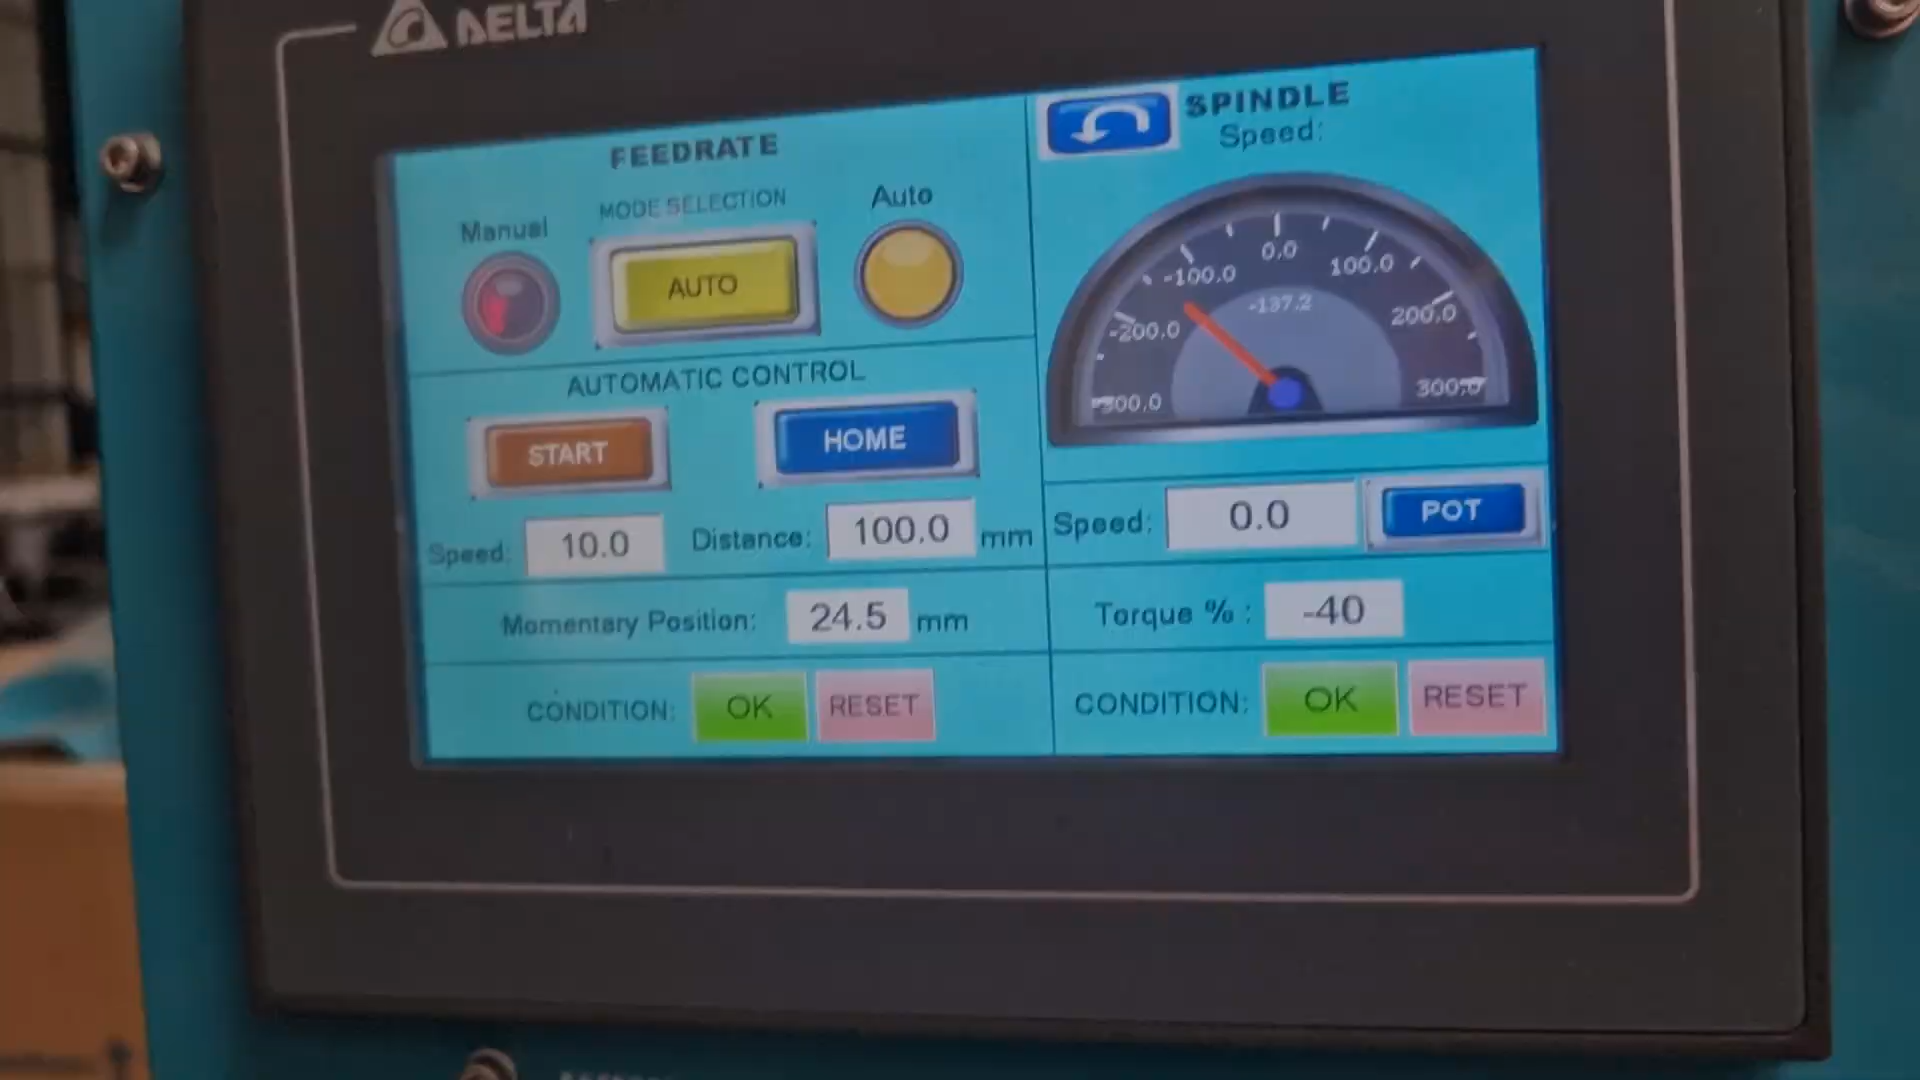 DELTA
FEEDRATE
MODE SELECTION
Manual
AUTO
Auto
AUTOMATIC CONTROL
START
HOME
Speed: 10.0 Distance: 100.0 mm
Momentary Position: 24.5 mm
CONDITION: OK RESET
SPINDLE
Speed:
-300.0 -200.0 -100.0 0.0 100.0 200.0 300.0
-137.2
Speed: 0.0 POT
Torque % : -40
CONDITION: OK RESET